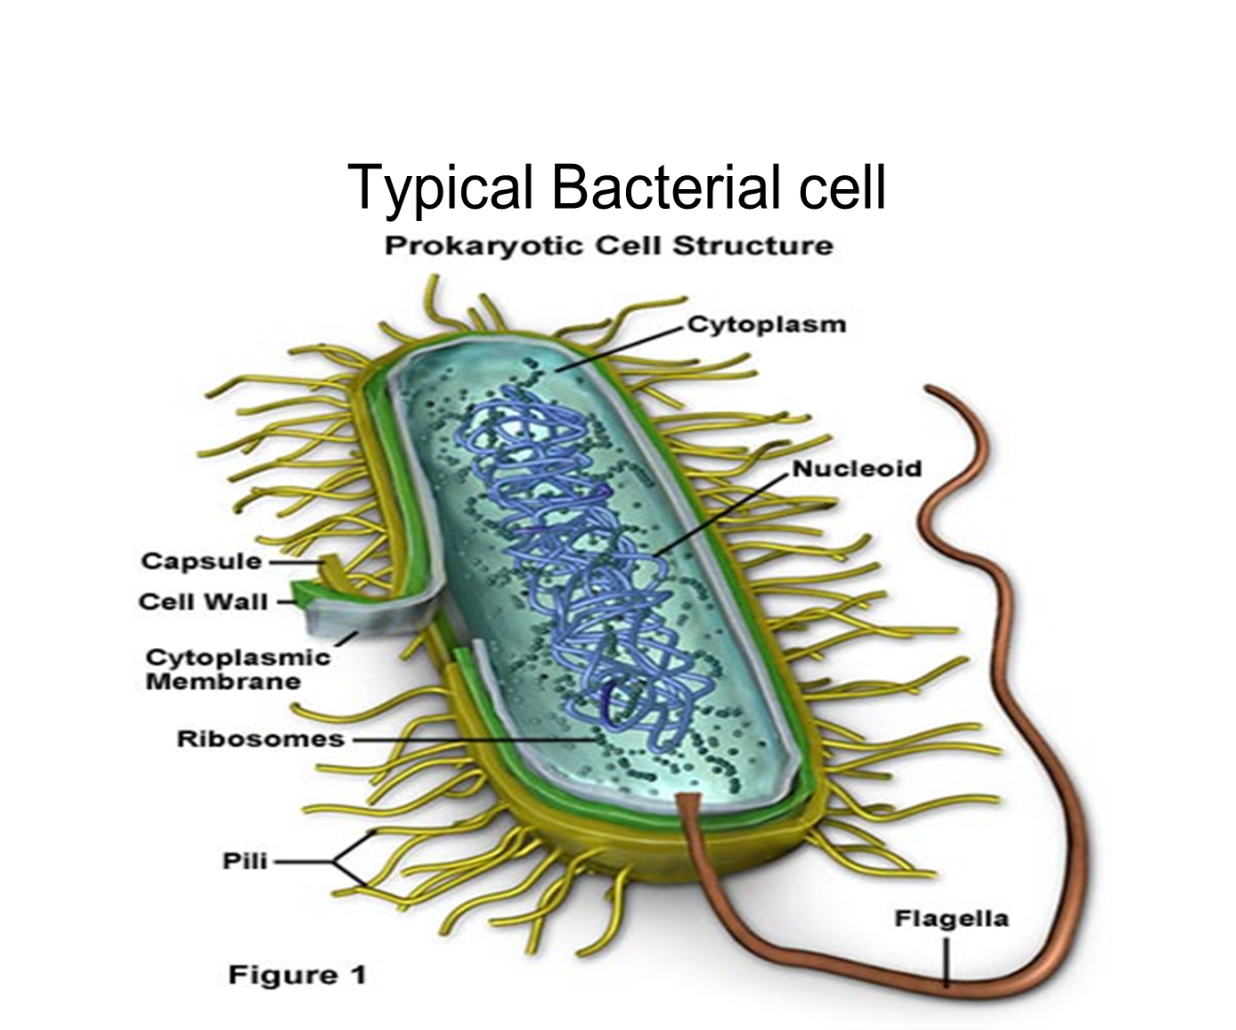 Typical Bacterial cell
Prokaryotic Cell Structure
Cytoplasm
Nucleoid
Capsule
Cell Wall
Cytoplasmic
Membrane
Ribosomes
Pili
Flagella
Figure 1